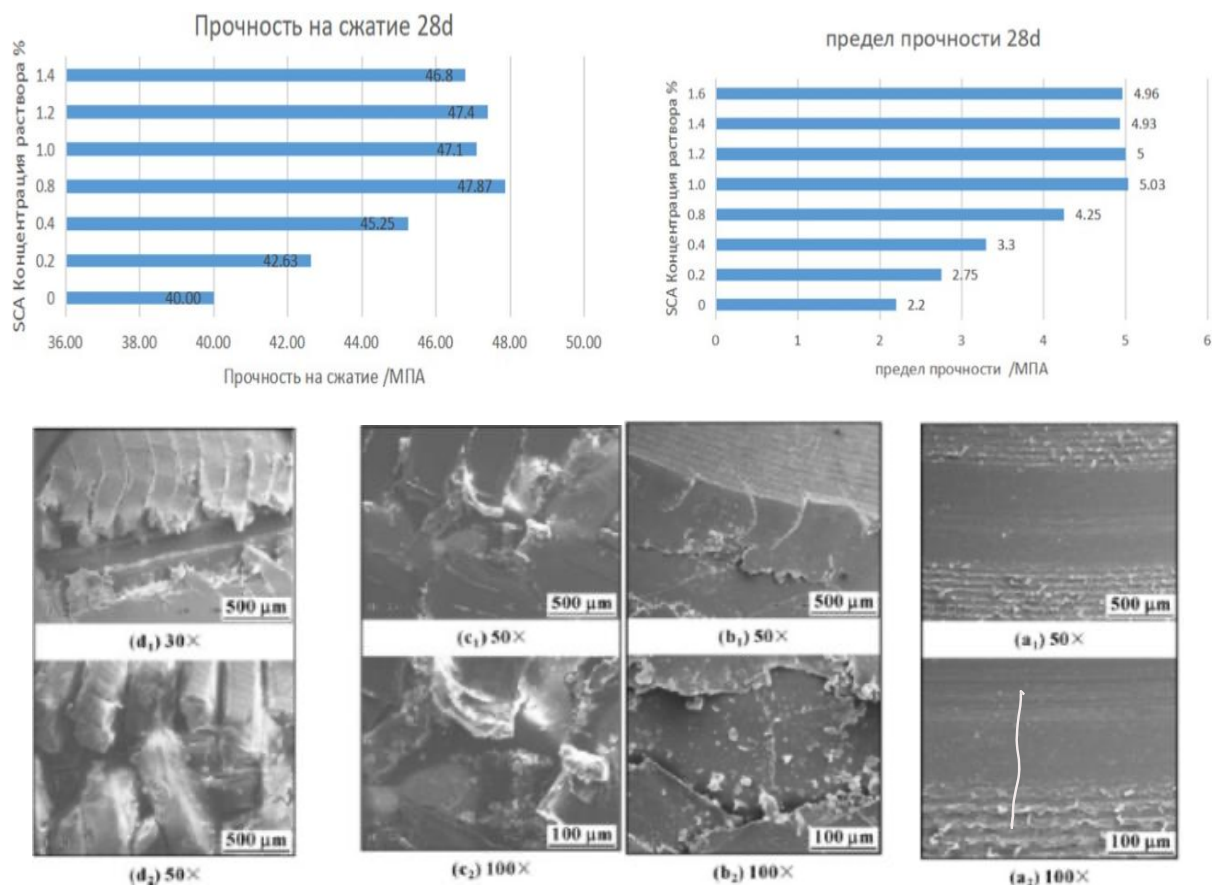 Прочность на сжатие 28d
SCA Концентрация раствора %
1.4
46.8
1.2
47.4
1.0
47.1
0.8
47.87
0.4
45.25
0.2
42.63
0
40.00
36.00 38.00 40.00 42.00 44.00 46.00 48.00 50.00
Прочность на сжатие /МПА
предел прочности 28d
SCA Концентрация раствора %
1.6
4.96
1.4
4.93
1.2
5
1.0
5.03
0.8
4.25
0.4
3.3
0.2
2.75
0
2.2
0 1 2 3 4 5 6
предел прочности /МПА
500 μm
500 μm
500 μm
500 μm
(d₁) 30×
(c₁) 50×
(b₁) 50×
(a₁) 50×
500 μm
100 μm
100 μm
100 μm
(d₂) 50×
(c₂) 100×
(b₂) 100×
(a₂) 100×